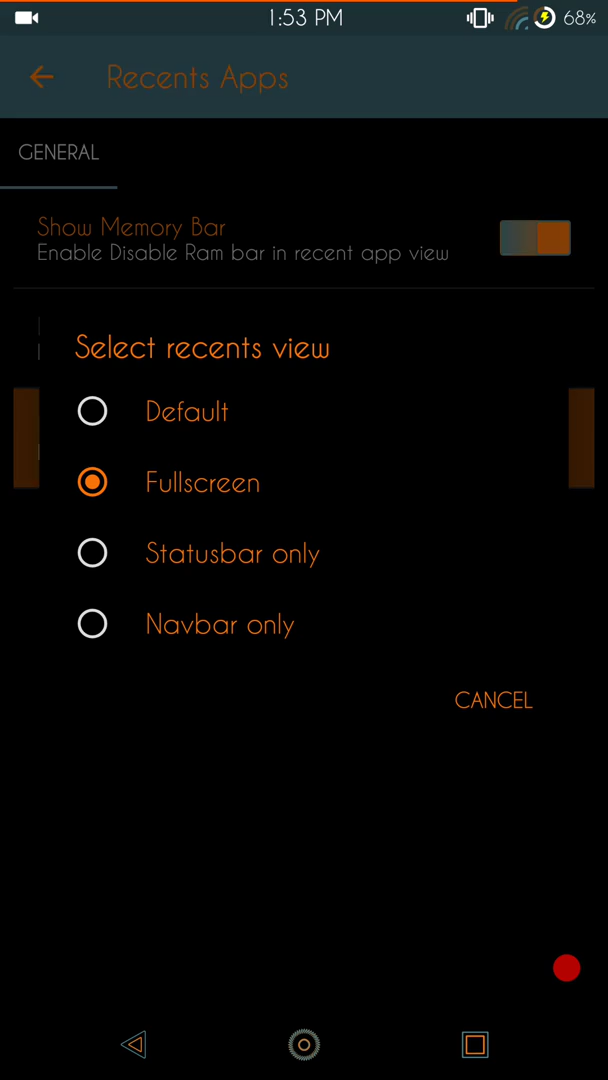 1:53 PM
68%
Recents Apps
GENERAL
Show Memory Bar
Enable Disable Ram bar in recent app view
Select recents view
Default
Fullscreen
Statusbar only
Navbar only
CANCEL